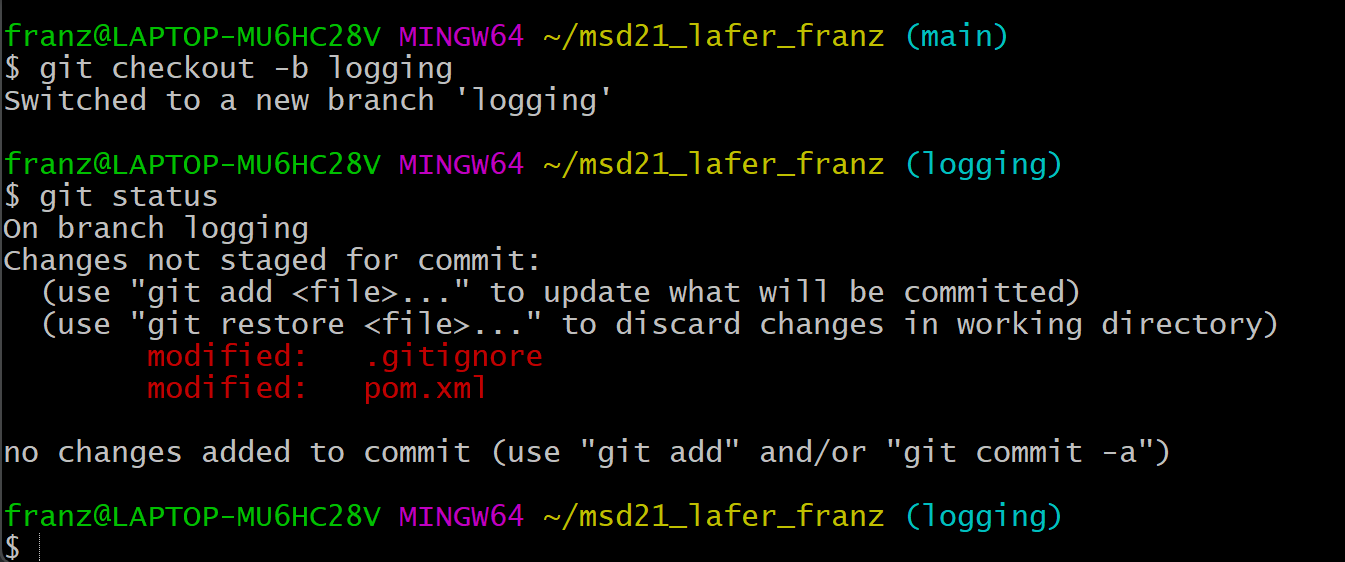 franz@LAPTOP-MU6HC28V MINGW64 ~/msd21_lafer_franz (main)
$ git checkout -b logging
Switched to a new branch 'logging'
franz@LAPTOP-MU6HC28V MINGW64 ~/msd21_lafer_franz (logging)
$ git status
On branch logging
Changes not staged for commit:
  (use "git add <file>..." to update what will be committed)
  (use "git restore <file>..." to discard changes in working directory)
        modified:   .gitignore
        modified:   pom.xml
no changes added to commit (use "git add" and/or "git commit -a")
franz@LAPTOP-MU6HC28V MINGW64 ~/msd21_lafer_franz (logging)
$